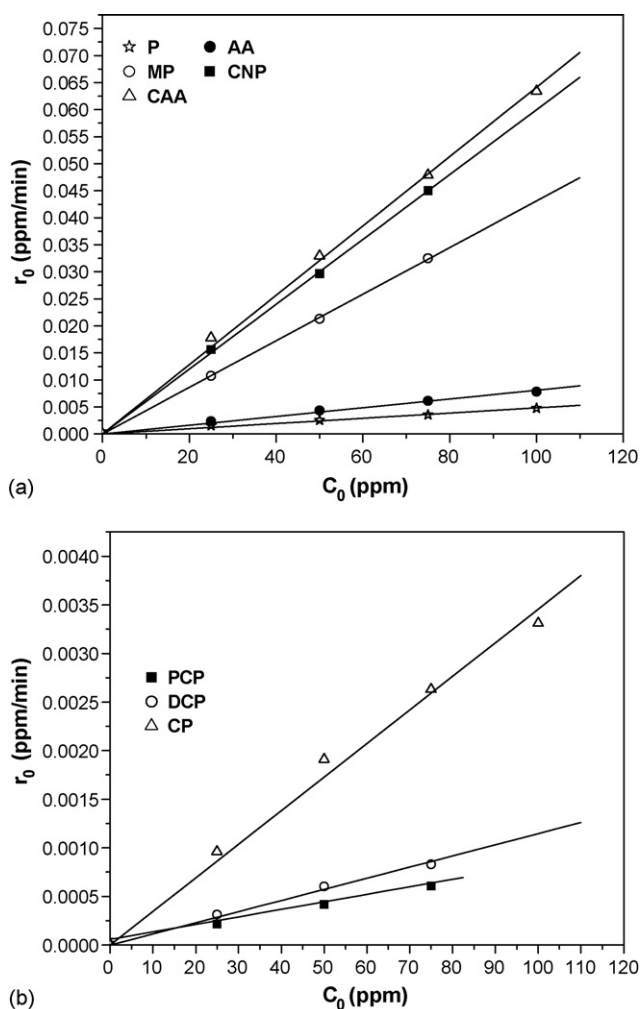 0.075
0.070
0.065
0.060
0.055
0.050
0.045
0.040
0.035
0.030
0.025
0.020
0.015
0.010
0.005
0.000
r₀ (ppm/min)
P AA
MP CNP
CAA
0 20 40 60 80 100 120
C₀ (ppm)
(a)
0.0040
0.0035
0.0030
0.0025
0.0020
0.0015
0.0010
0.0005
0.0000
r₀ (ppm/min)
PCP
DCP
CP
0 10 20 30 40 50 60 70 80 90 100 110 120
C₀ (ppm)
(b)